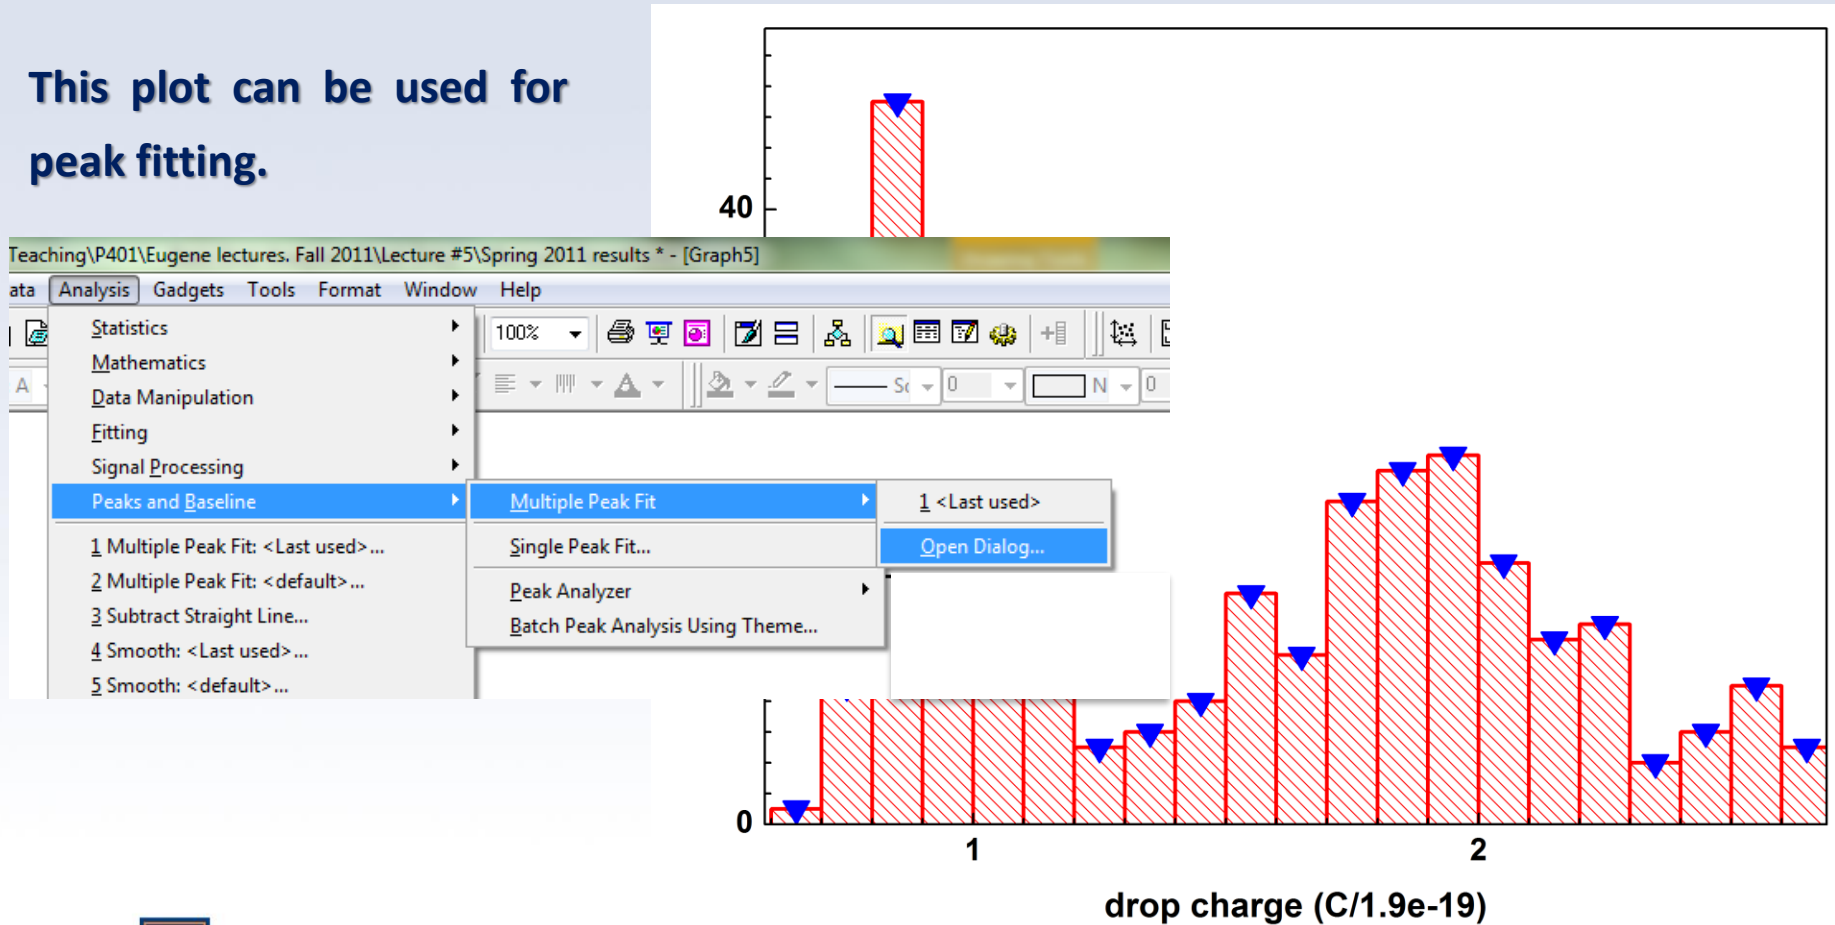 This plot can be used for
peak fitting.
40
Teaching\P401\Eugene lectures. Fall 2011\Lecture #5\Spring 2011 results * - [Graph5]
ata Analysis Gadgets Tools Format Window Help
Statistics
100%
Mathematics
A
Data Manipulation
0
N
0
Fitting
Signal Processing
Peaks and Baseline
Multiple Peak Fit
1 <Last used>
1 Multiple Peak Fit: <Last used>...
Single Peak Fit...
Open Dialog...
2 Multiple Peak Fit: <default>...
Peak Analyzer
3 Subtract Straight Line...
Batch Peak Analysis Using Theme...
4 Smooth: <Last used>...
5 Smooth: <default>...
0
1
2
drop charge (C/1.9e-19)